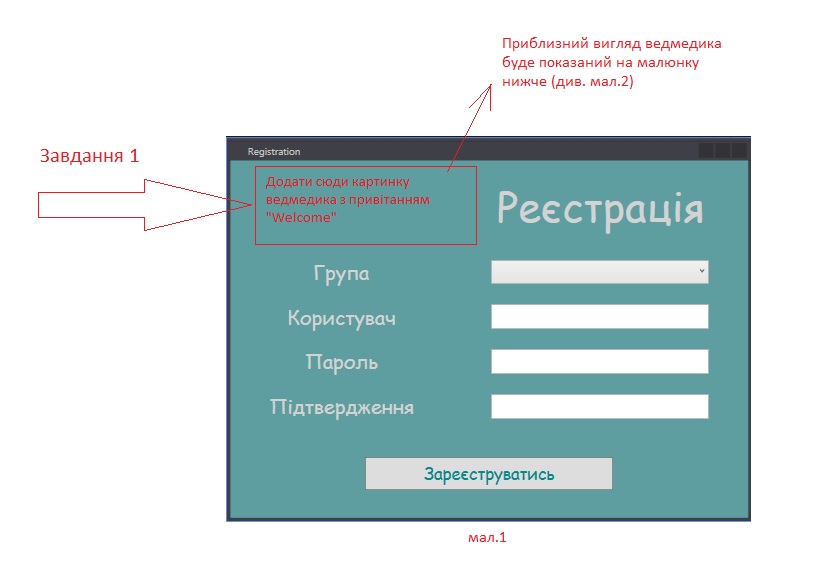 Приблизний вигляд ведмедика
буде показаний на малюнку
нижче (див. мал.2)
Завдання 1
Registration
Додати сюди картинку
ведмедика з привітанням
"Welcome"
Реєстрація
Група
Користувач
Пароль
Підтвердження
Зареєструватись
мал.1